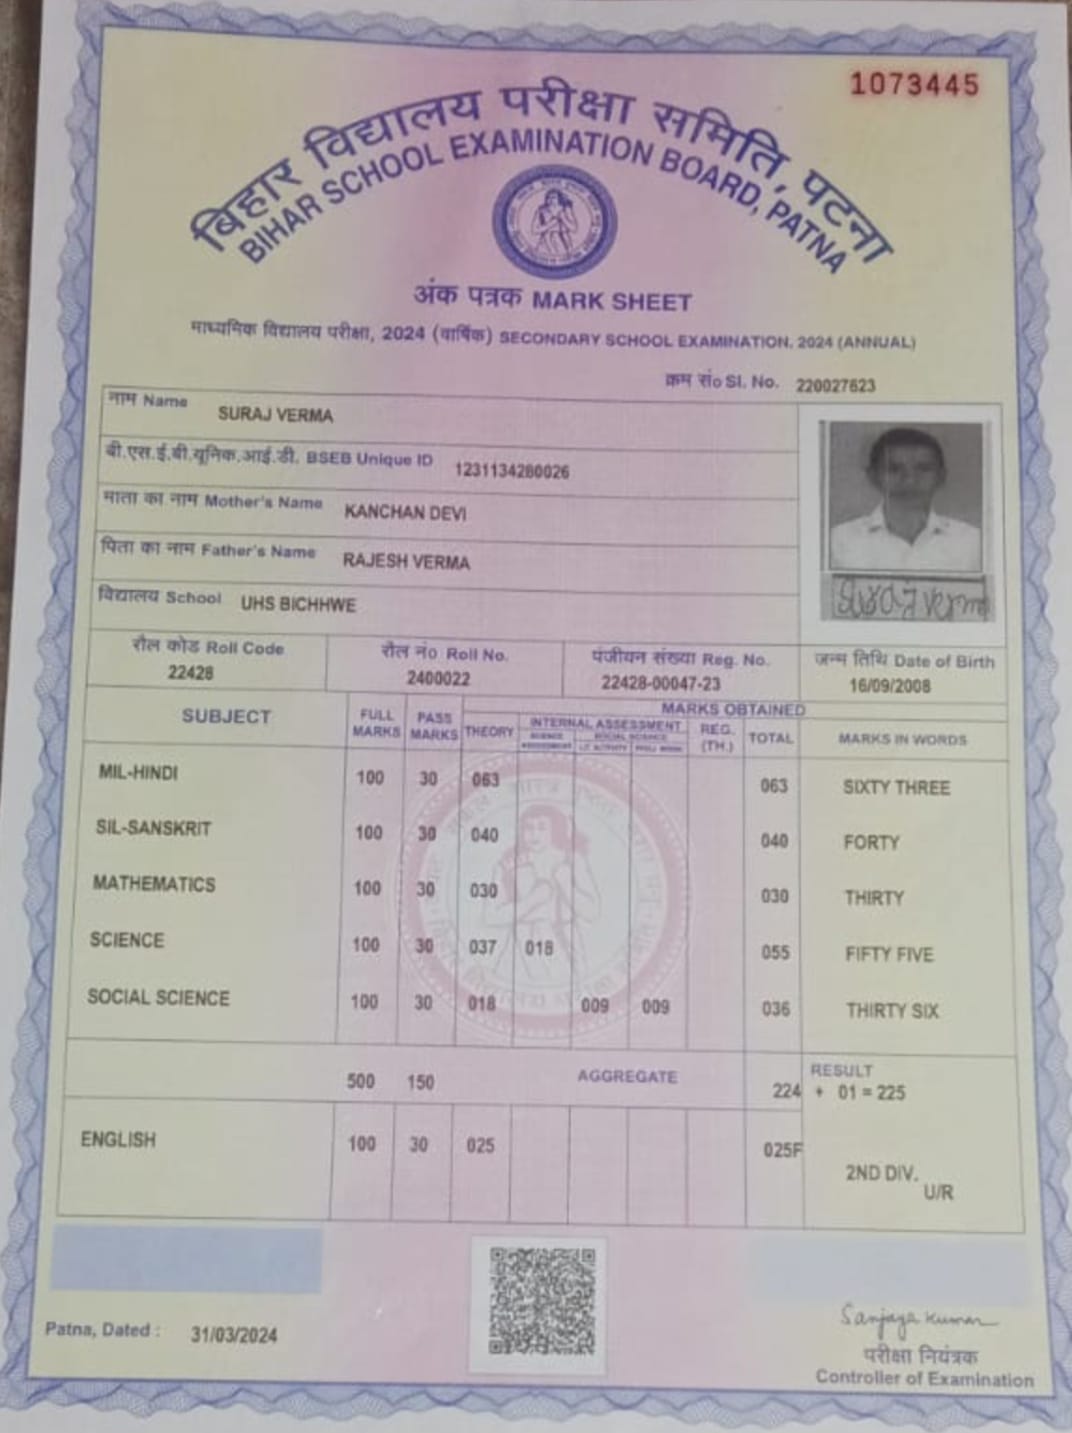 1073445
बिहार विद्यालय परीक्षा समिति, पटना
BIHAR SCHOOL EXAMINATION BOARD, PATNA
अंक पत्रक MARK SHEET
माध्यमिक विद्यालय परीक्षा, 2024 (वार्षिक) SECONDARY SCHOOL EXAMINATION, 2024 (ANNUAL)
क्रम सं० Sl. No. 220027623
नाम Name SURAJ VERMA
बी.एस.ई.बी.यूनिक.आई.डी. BSEB Unique ID 1231134280026
माता का नाम Mother's Name KANCHAN DEVI
पिता का नाम Father's Name RAJESH VERMA
विद्यालय School UHS BICHHWE
Suraj Verma
रौल कोड Roll Code रौल नं० Roll No. पंजीयन संख्या Reg. No. जन्म तिथि Date of Birth
22428 2400022 22428-00047-23 16/09/2008
SUBJECT FULL MARKS PASS MARKS MARKS OBTAINED
THEORY INTERNAL ASSESSMENT REG. (TH.) TOTAL MARKS IN WORDS
SCIENCE SOCIAL SCIENCE
MIL-HINDI 100 30 063 063 SIXTY THREE
SIL-SANSKRIT 100 30 040 040 FORTY
MATHEMATICS 100 30 030 030 THIRTY
SCIENCE 100 30 037 018 055 FIFTY FIVE
SOCIAL SCIENCE 100 30 018 009 009 036 THIRTY SIX
500 150 AGGREGATE 224 + 01 = 225
RESULT
ENGLISH 100 30 025 025F
2ND DIV.
U/R
Patna, Dated : 31/03/2024
Sanjaya Kumar
परीक्षा नियंत्रक
Controller of Examination